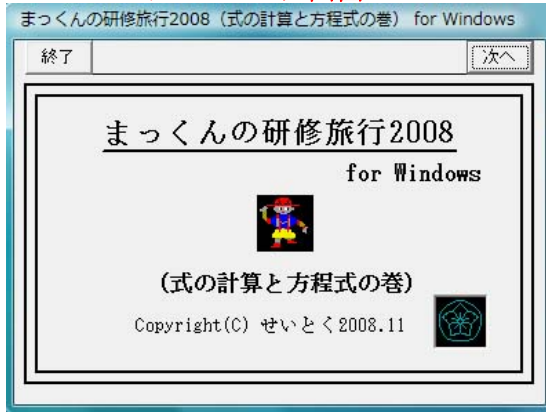 まっくんの研修旅行2008（式の計算と方程式の巻） for Windows
終了
次へ
まっくんの研修旅行2008
for Windows
(式の計算と方程式の巻)
Copyright(C) せいとく2008.11